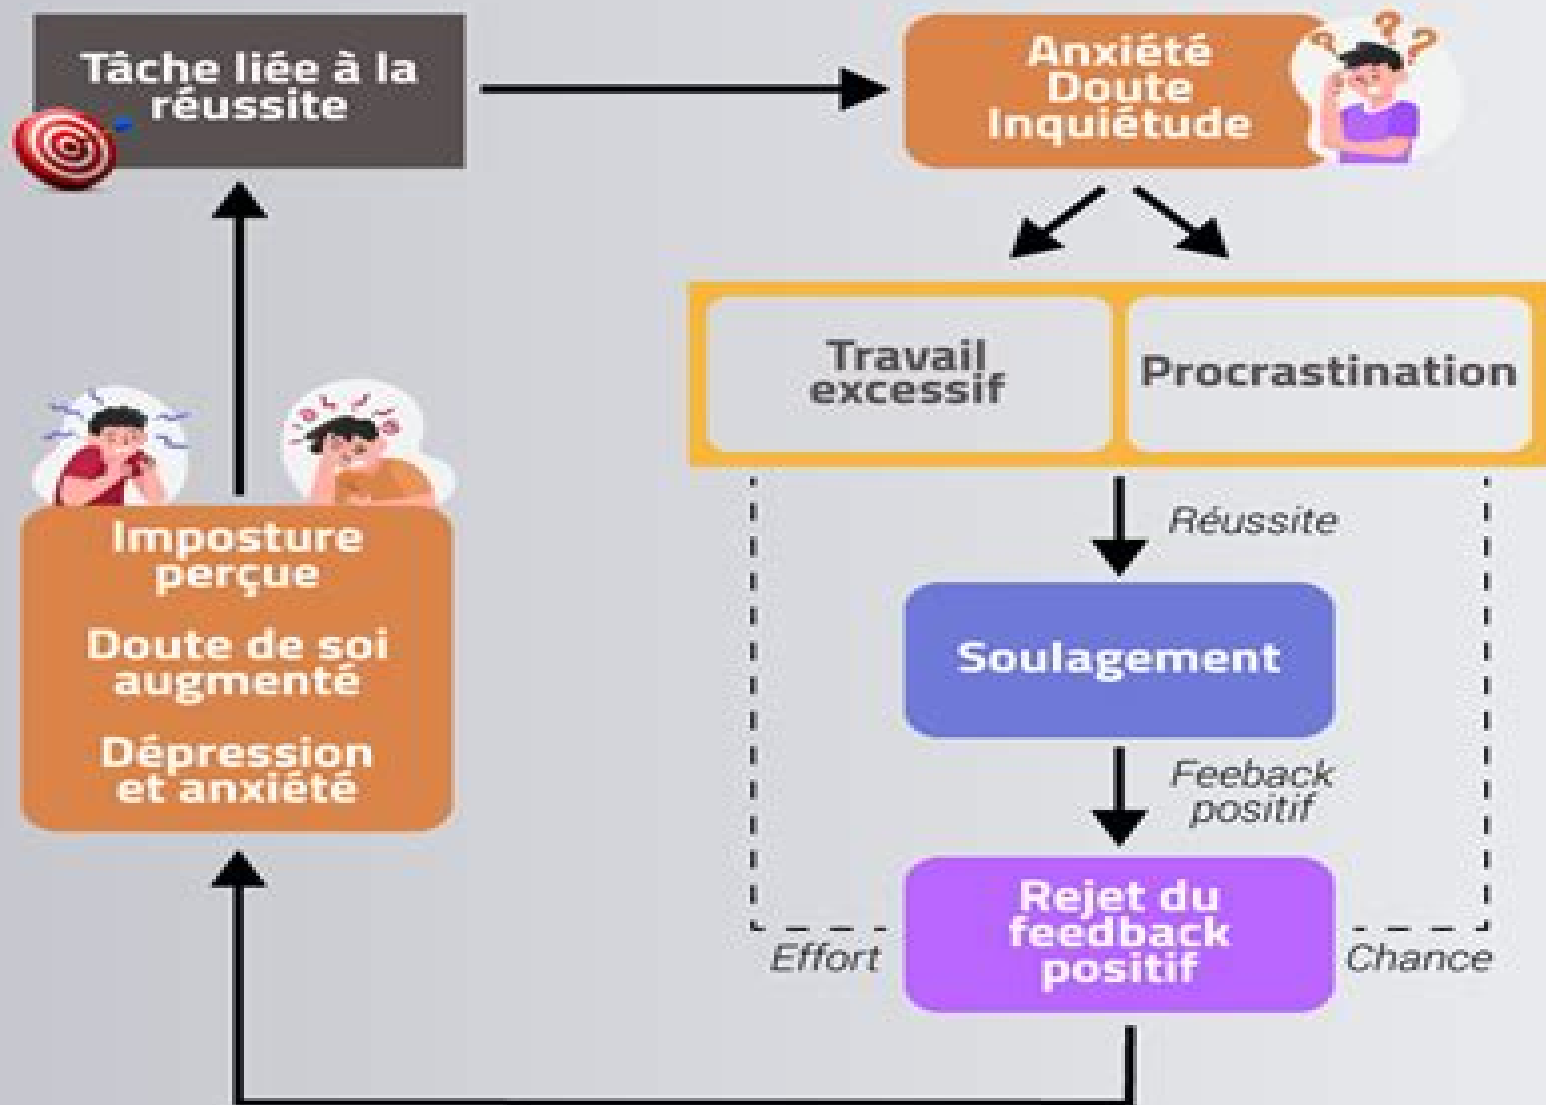 Tâche liée à la
réussite
Anxiété
Doute
Inquiétude
Travail
excessif
Procrastination
Réussite
Soulagement
Feeback
positif
Rejet du
feedback
positif
Effort
Chance
Imposture
perçue
Doute de soi
augmenté
Dépression
et anxiété